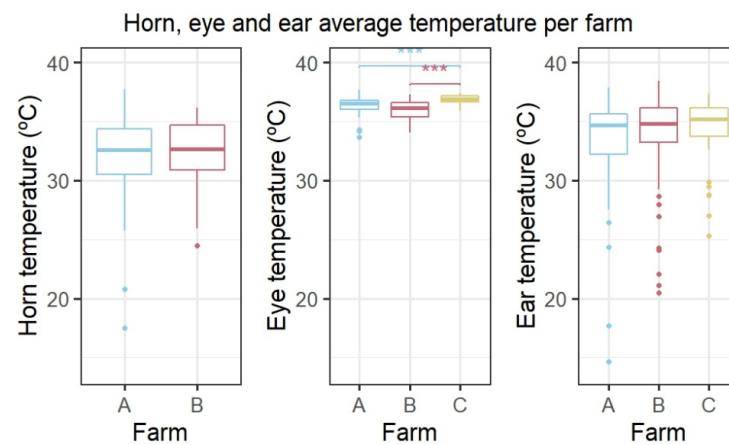 Horn, eye and ear average temperature per farm
Horn temperature (ºC)
40
30
20
A B
Farm
Eye temperature (ºC)
40
30
20
***
***
A B C
Farm
Ear temperature (ºC)
40
30
20
A B C
Farm